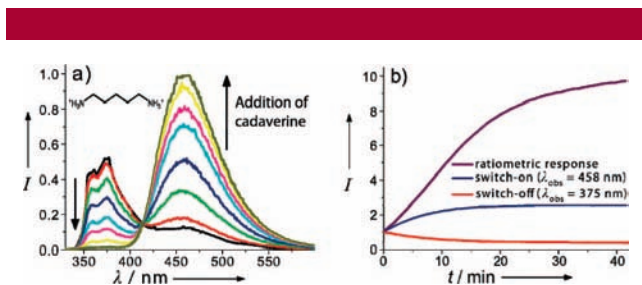 a)
⁺H₃N
NH₃⁺
Addition of
cadaverine
I
1.0
0.8
0.6
0.4
0.2
0.0
350 400 450 500 550
λ / nm
b)
I
10
8
6
4
2
0
ratiometric response
switch-on (λobs = 458 nm)
switch-off (λobs = 375 nm)
0 10 20 30 40
t / min